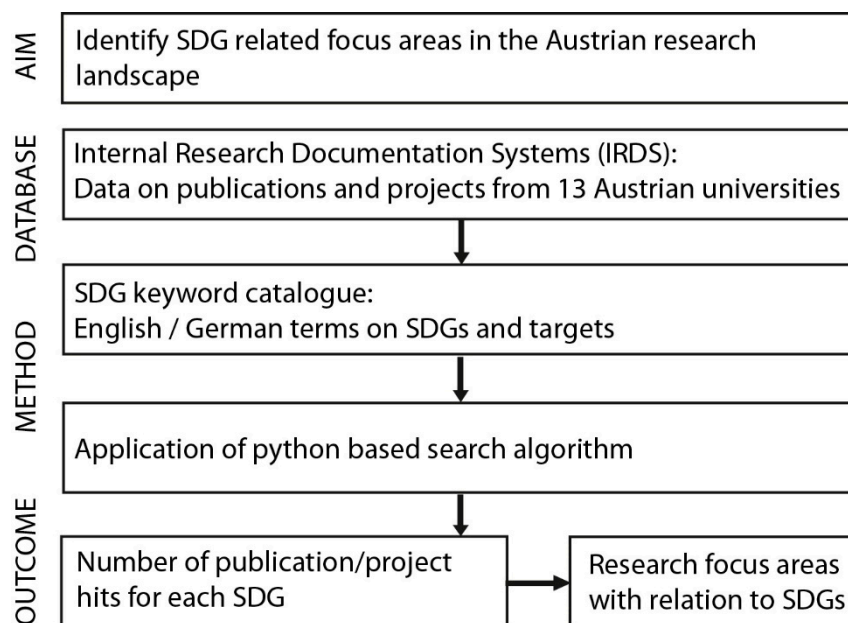 AIM
Identify SDG related focus areas in the Austrian research
landscape
DATABASE
Internal Research Documentation Systems (IRDS):
Data on publications and projects from 13 Austrian universities
METHOD
SDG keyword catalogue:
English / German terms on SDGs and targets
Application of python based search algorithm
OUTCOME
Number of publication/project
hits for each SDG
Research focus areas
with relation to SDGs